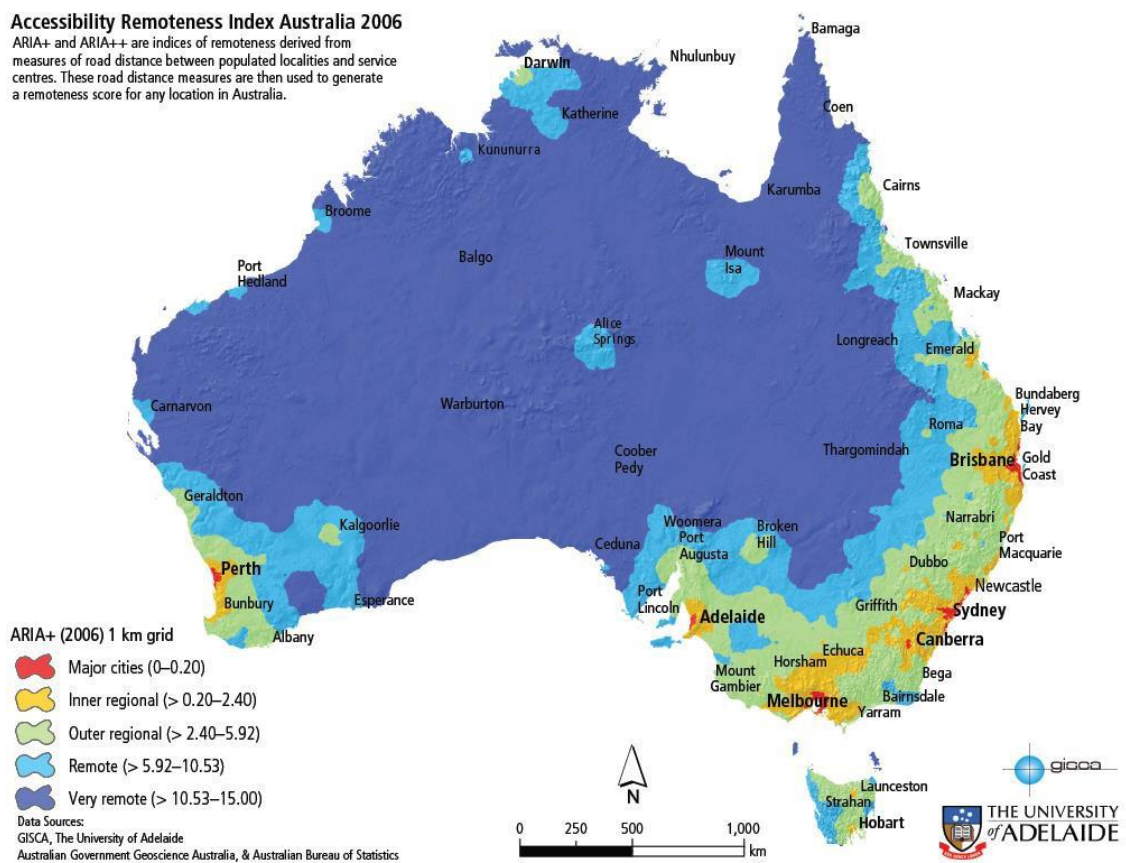 Accessibility Remoteness Index Australia 2006
ARIA+ and ARIA++ are indices of remoteness derived from
measures of road distance between populated localities and service
centres. These road distance measures are then used to generate
a remoteness score for any location in Australia.
Bamaga
Nhulunbuy
Darwin
Katherine
Coen
Kununurra
Karumba
Cairns
Broome
Townsville
Balgo
Mount
Isa
Port
Hedland
Mackay
Alice
Springs
Longreach
Emerald
Carnarvon
Warburton
Bundaberg
Hervey
Bay
Roma
Coober
Pedy
Thargomindah
Brisbane
Gold
Coast
Geraldton
Kalgoorlie
Woomera
Broken
Hill
Narrabri
Ceduna
Port
Augusta
Port
Macquarie
Perth
Dubbo
Newcastle
Bunbury
Esperance
Port
Lincoln
Adelaide
Griffith
Sydney
Albany
Canberra
Echuca
Horsham
Mount
Gambier
Bega
Melbourne
Bairnsdale
Yarram
Launceston
Strahan
Hobart
ARIA+ (2006) 1 km grid
Major cities (0–0.20)
Inner regional (> 0.20–2.40)
Outer regional (> 2.40–5.92)
Remote (> 5.92–10.53)
Very remote (> 10.53–15.00)
Data Sources:
GISCA, The University of Adelaide
Australian Government Geoscience Australia, & Australian Bureau of Statistics
N
0 250 500 1,000
km
gisca
THE UNIVERSITY
of ADELAIDE